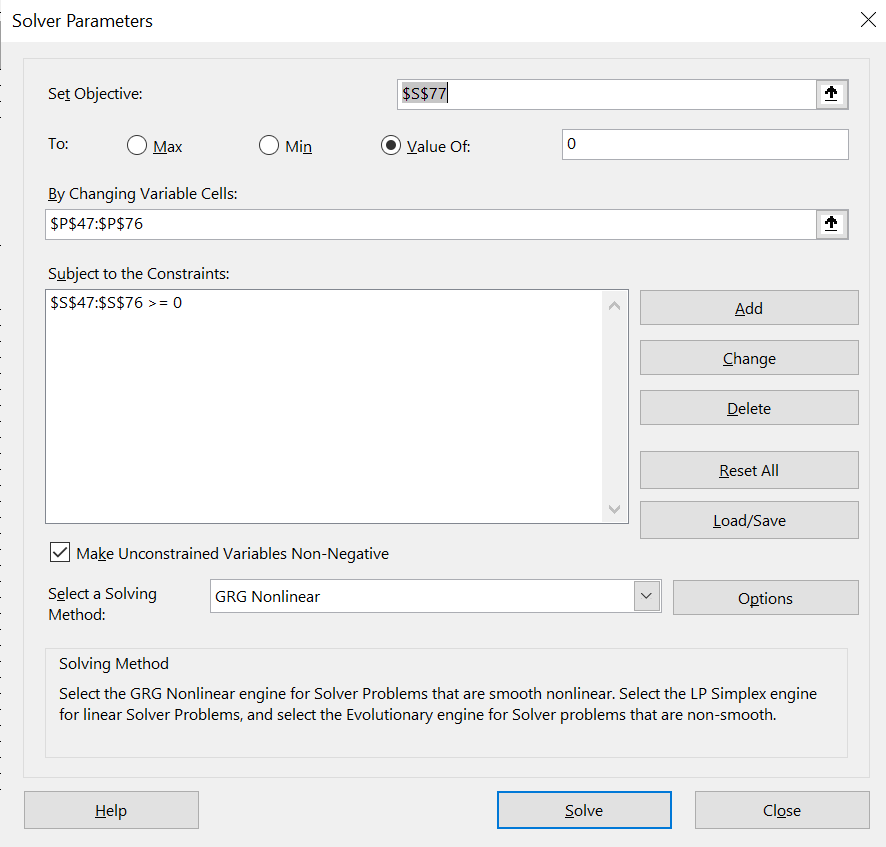 Solver Parameters
Set Objective:
$S$77
To:
Max
Min
Value Of:
0
By Changing Variable Cells:
$P$47:$P$76
Subject to the Constraints:
$S$47:$S$76 >= 0
Add
Change
Delete
Reset All
Load/Save
Make Unconstrained Variables Non-Negative
Select a Solving
Method:
GRG Nonlinear
Options
Solving Method
Select the GRG Nonlinear engine for Solver Problems that are smooth nonlinear. Select the LP Simplex engine
for linear Solver Problems, and select the Evolutionary engine for Solver problems that are non-smooth.
Help
Solve
Close